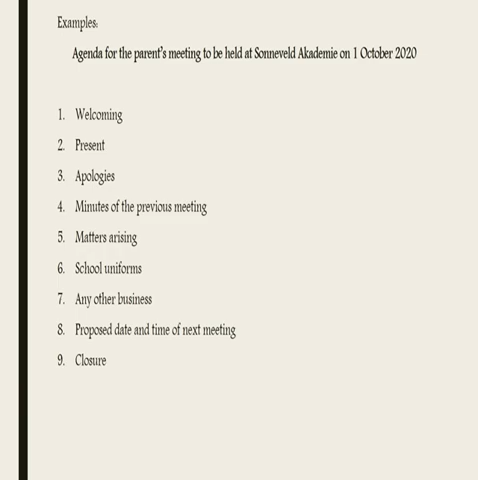 Examples:
Agenda for the parent's meeting to be held at Sonneveld Akademie on 1 October 2020
1. Welcoming
2. Present
3. Apologies
4. Minutes of the previous meeting
5. Matters arising
6. School uniforms
7. Any other business
8. Proposed date and time of next meeting
9. Closure